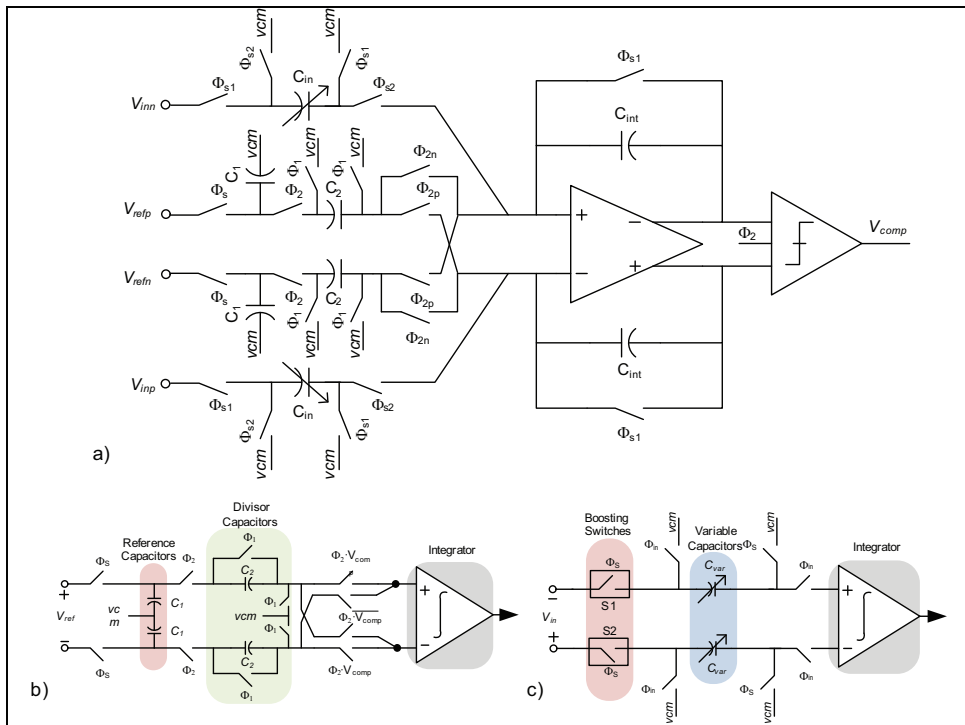 vcm
vcm
Φs2
Φs1
Φs1
Cin
Φs2
Vinn
Φs1
Cint
vcm
vcm
vcm
Φ2n
C1
Φ1
Φ1
Φs
Φ2
C2
Φ2p
Vrefp
Φ2
Vcomp
Vrefn
Φs
Φ2
C2
Φ2p
C1
Φ1
Φ1
Φ2n
vcm
vcm
vcm
Cint
Vinp
Φs1
Cin
Φs2
Φs2
Φs1
Φs1
vcm
vcm
a)
Divisor
Capacitors
Reference
Capacitors
Integrator
ΦS
Φ2
Φ1
C2
Φ2·Vcom
Φ1
+
Vref
vc
m
C1
C1
vcm
Φ2·Vcomp
Φ1
C2
ΦS
Φ2
Φ1
Φ2·Vcomp
+
−
b)
Boosting
Switches
vcm
vcm
Variable
Capacitors
Integrator
Φin
Cvar
ΦS
Φin
ΦS
S1
Vin
S2
ΦS
Φin
Cvar
ΦS
Φin
vcm
vcm
+
−
c)